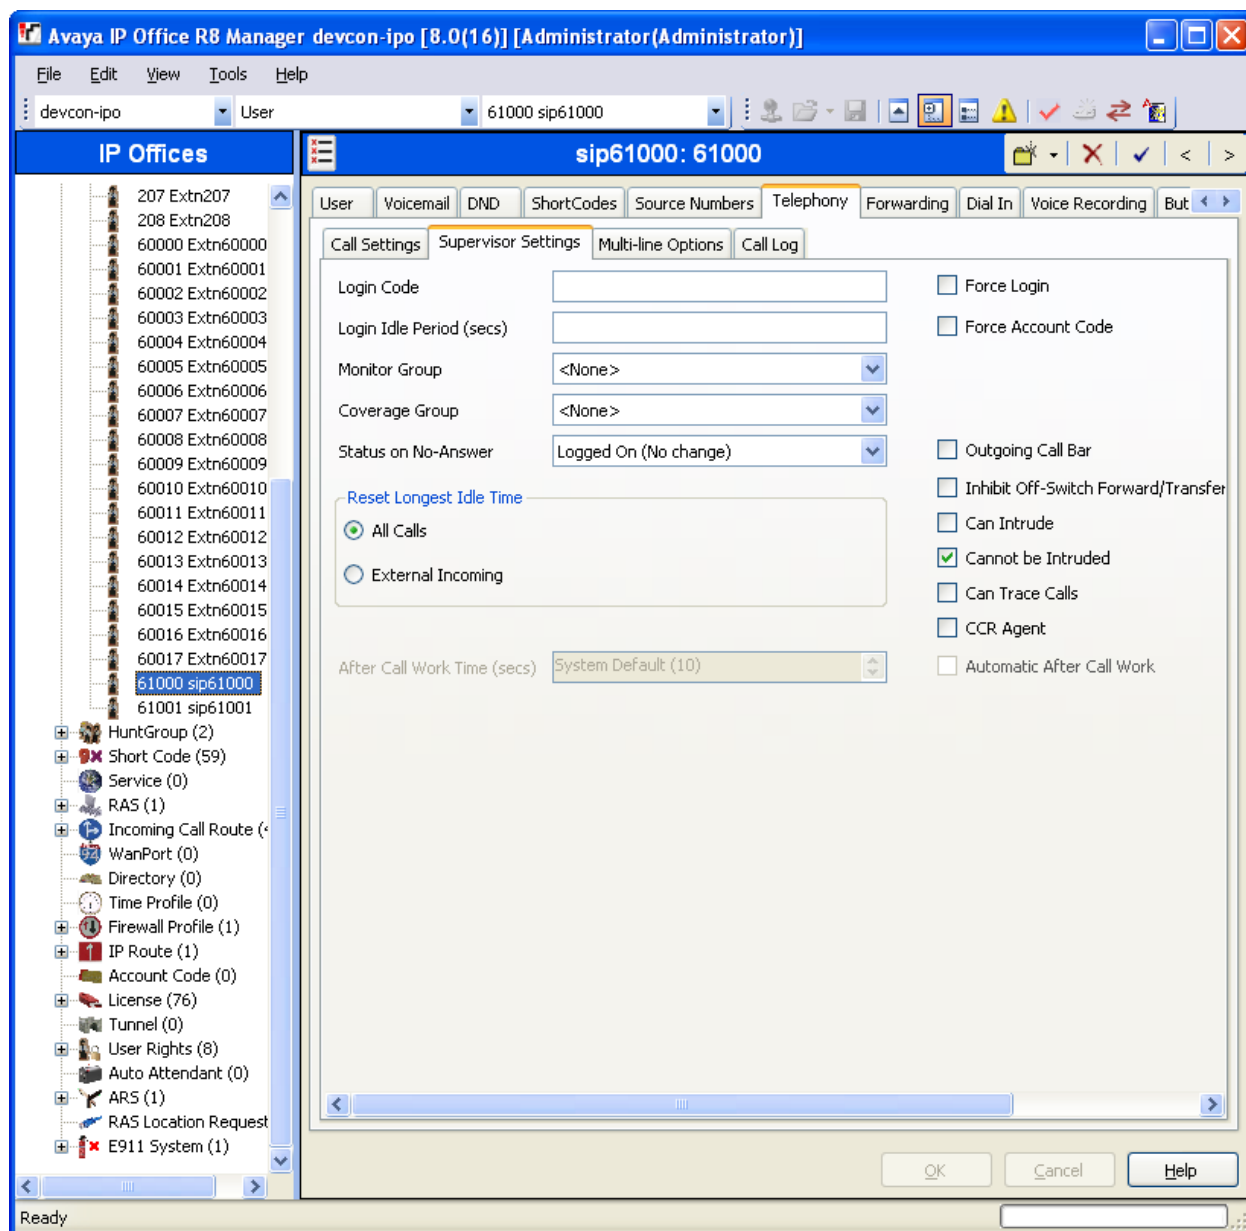 Avaya IP Office R8 Manager devcon-ipo [8.0(16)] [Administrator(Administrator)]
File Edit View Tools Help
devcon-ipo User 61000 sip61000
IP Offices
sip61000: 61000
207 Extn207
208 Extn208
60000 Extn60000
60001 Extn60001
60002 Extn60002
60003 Extn60003
60004 Extn60004
60005 Extn60005
60006 Extn60006
60007 Extn60007
60008 Extn60008
60009 Extn60009
60010 Extn60010
60011 Extn60011
60012 Extn60012
60013 Extn60013
60014 Extn60014
60015 Extn60015
60016 Extn60016
60017 Extn60017
61000 sip61000
61001 sip61001
HuntGroup (2)
Short Code (59)
Service (0)
RAS (1)
Incoming Call Route (
WanPort (0)
Directory (0)
Time Profile (0)
Firewall Profile (1)
IP Route (1)
Account Code (0)
License (76)
Tunnel (0)
User Rights (8)
Auto Attendant (0)
ARS (1)
RAS Location Request
E911 System (1)
User Voicemail DND ShortCodes Source Numbers Telephony Forwarding Dial In Voice Recording But
Call Settings Supervisor Settings Multi-line Options Call Log
Login Code
Force Login
Login Idle Period (secs)
Force Account Code
Monitor Group <None>
Coverage Group <None>
Status on No-Answer Logged On (No change)
Outgoing Call Bar
Reset Longest Idle Time
Inhibit Off-Switch Forward/Transfer
All Calls
Can Intrude
Cannot be Intruded
External Incoming
Can Trace Calls
CCR Agent
After Call Work Time (secs) System Default (10)
Automatic After Call Work
OK Cancel Help
Ready